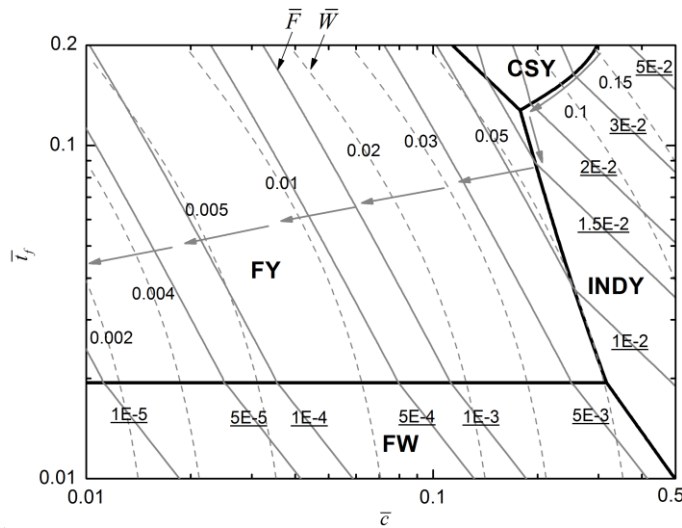 F̅ W̅
0.2
CSY
0.15
5E-2
0.1
0.1
3E-2
0.05
0.03
0.02
2E-2
0.01
1.5E-2
0.005
t̅f
FY
INDY
0.004
0.002
1E-2
1E-5
5E-5
1E-4
5E-4
1E-3
5E-3
FW
0.01
0.01
0.1
0.5
c̅